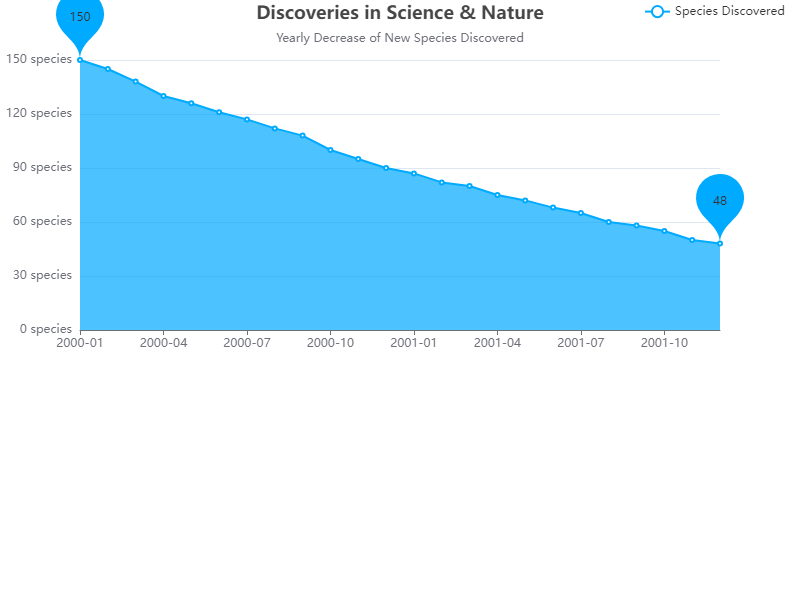 Discoveries in Science & Nature
Yearly Decrease of New Species Discovered
Species Discovered
150
48
150 species
120 species
90 species
60 species
30 species
0 species
2000-01 2000-04 2000-07 2000-10 2001-01 2001-04 2001-07 2001-10